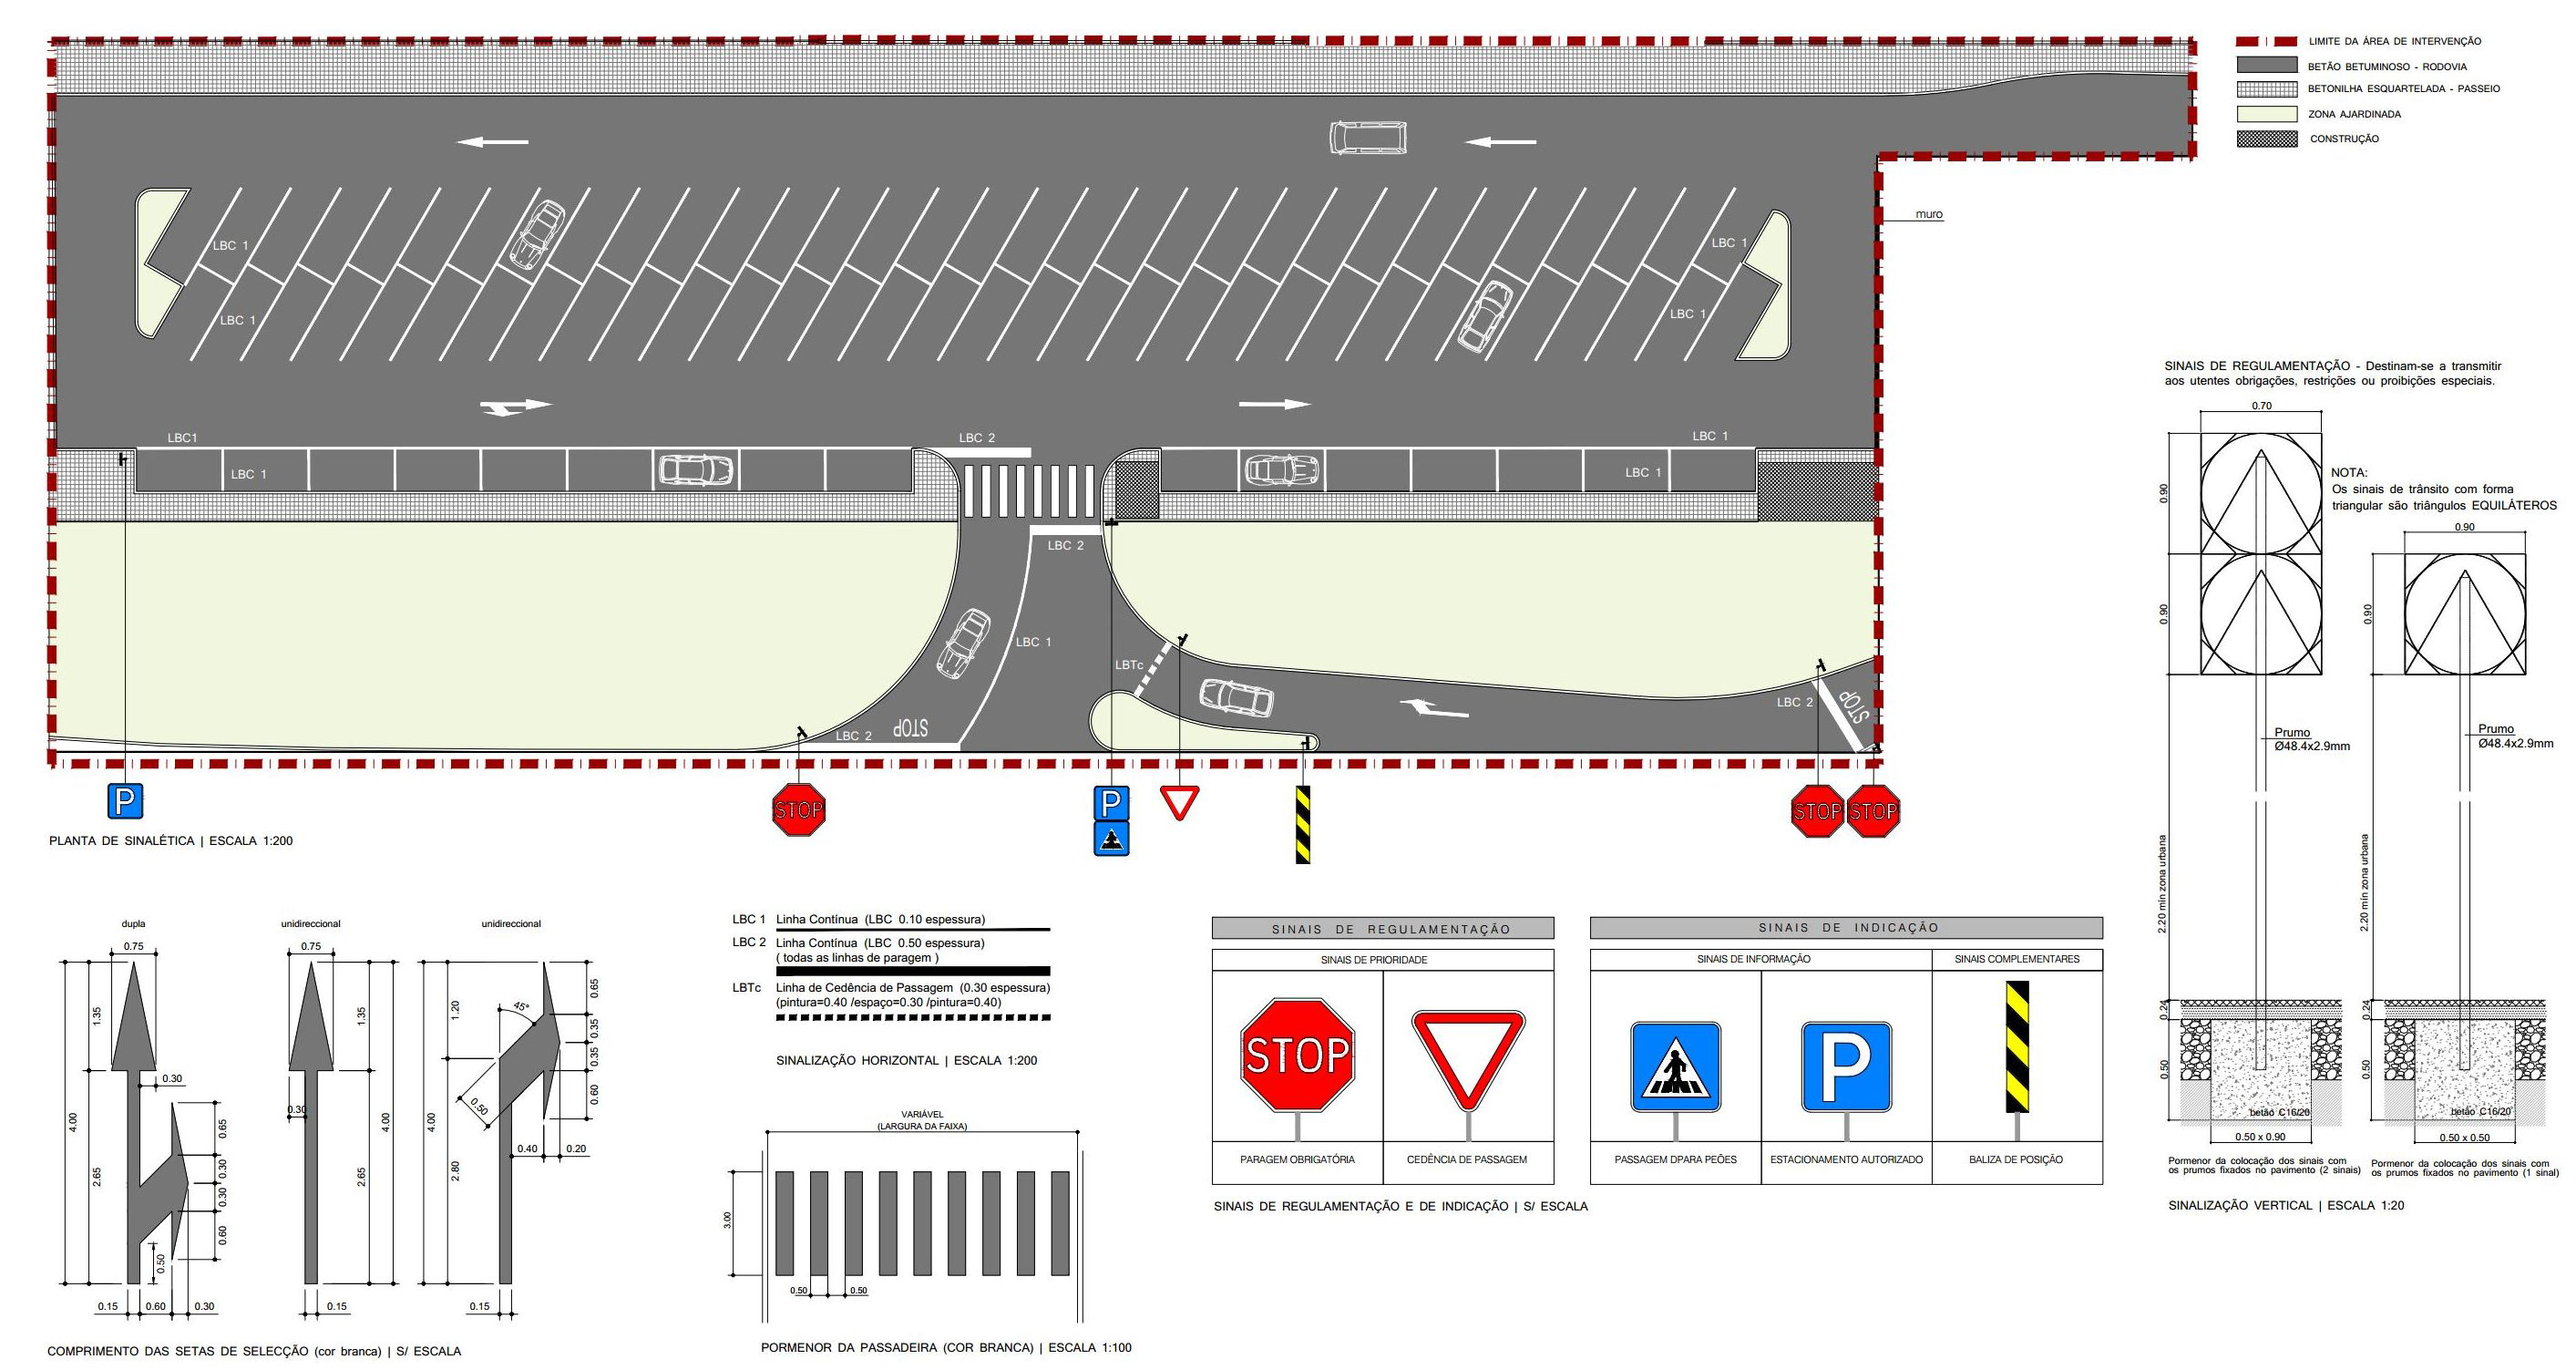 LIMITE DA ÁREA DE INTERVENÇÃO
BETÃO BETUMINOSO - RODOVIA
BETONILHA ESQUARTELADA - PASSEIO
ZONA AJARDINADA
CONSTRUÇÃO
muro
LBC 1
LBC 1
LBC 1
LBC 1
LBC1
LBC 1
LBC 2
LBC 1
LBC 1
LBC 2
LBC 1
LBTc
LBC 2
STOP
LBC 2
STOP
P
STOP
P
STOP
STOP
PLANTA DE SINALÉTICA | ESCALA 1:200
SINAIS DE REGULAMENTAÇÃO - Destinam-se a transmitir
aos utentes obrigações, restrições ou proibições especiais.
0.70
NOTA:
Os sinais de trânsito com forma
triangular são triângulos EQUILÁTEROS
0.90
0.90
0.90
0.90
Prumo
Ø48.4x2.9mm
Prumo
Ø48.4x2.9mm
2.20 min zona urbana
2.20 min zona urbana
0.24
0.24
0.50
0.50
betão C16/20
betão C16/20
0.50 x 0.90
0.50 x 0.50
Pormenor da colocação dos sinais com
os prumos fixados no pavimento (2 sinais)
Pormenor da colocação dos sinais com
os prumos fixados no pavimento (1 sinal)
SINALIZAÇÃO VERTICAL | ESCALA 1:20
dupla
0.75
1.35
0.30
4.00
2.65
0.65
0.30
0.30
0.60
0.50
0.15
0.60
0.30
unidireccional
0.75
1.35
0.30
4.00
2.65
0.15
unidireccional
1.20
45°
0.65
0.35
0.35
0.60
0.50
4.00
2.80
0.40
0.20
0.15
COMPRIMENTO DAS SETAS DE SELECÇÃO (cor branca) | S/ ESCALA
LBC 1 Linha Contínua (LBC 0.10 espessura)
LBC 2 Linha Contínua (LBC 0.50 espessura)
( todas as linhas de paragem )
LBTc Linha de Cedência de Passagem (0.30 espessura)
(pintura=0.40 /espaço=0.30 /pintura=0.40)
SINALIZAÇÃO HORIZONTAL | ESCALA 1:200
VARIÁVEL
(LARGURA DA FAIXA)
3.00
0.50
0.50
PORMENOR DA PASSADEIRA (COR BRANCA) | ESCALA 1:100
SINAIS DE REGULAMENTAÇÃO
SINAIS DE PRIORIDADE
STOP
PARAGEM OBRIGATÓRIA
CEDÊNCIA DE PASSAGEM
SINAIS DE INDICAÇÃO
SINAIS DE INFORMAÇÃO
SINAIS COMPLEMENTARES
P
PASSAGEM DPARA PEÕES
ESTACIONAMENTO AUTORIZADO
BALIZA DE POSIÇÃO
SINAIS DE REGULAMENTAÇÃO E DE INDICAÇÃO | S/ ESCALA